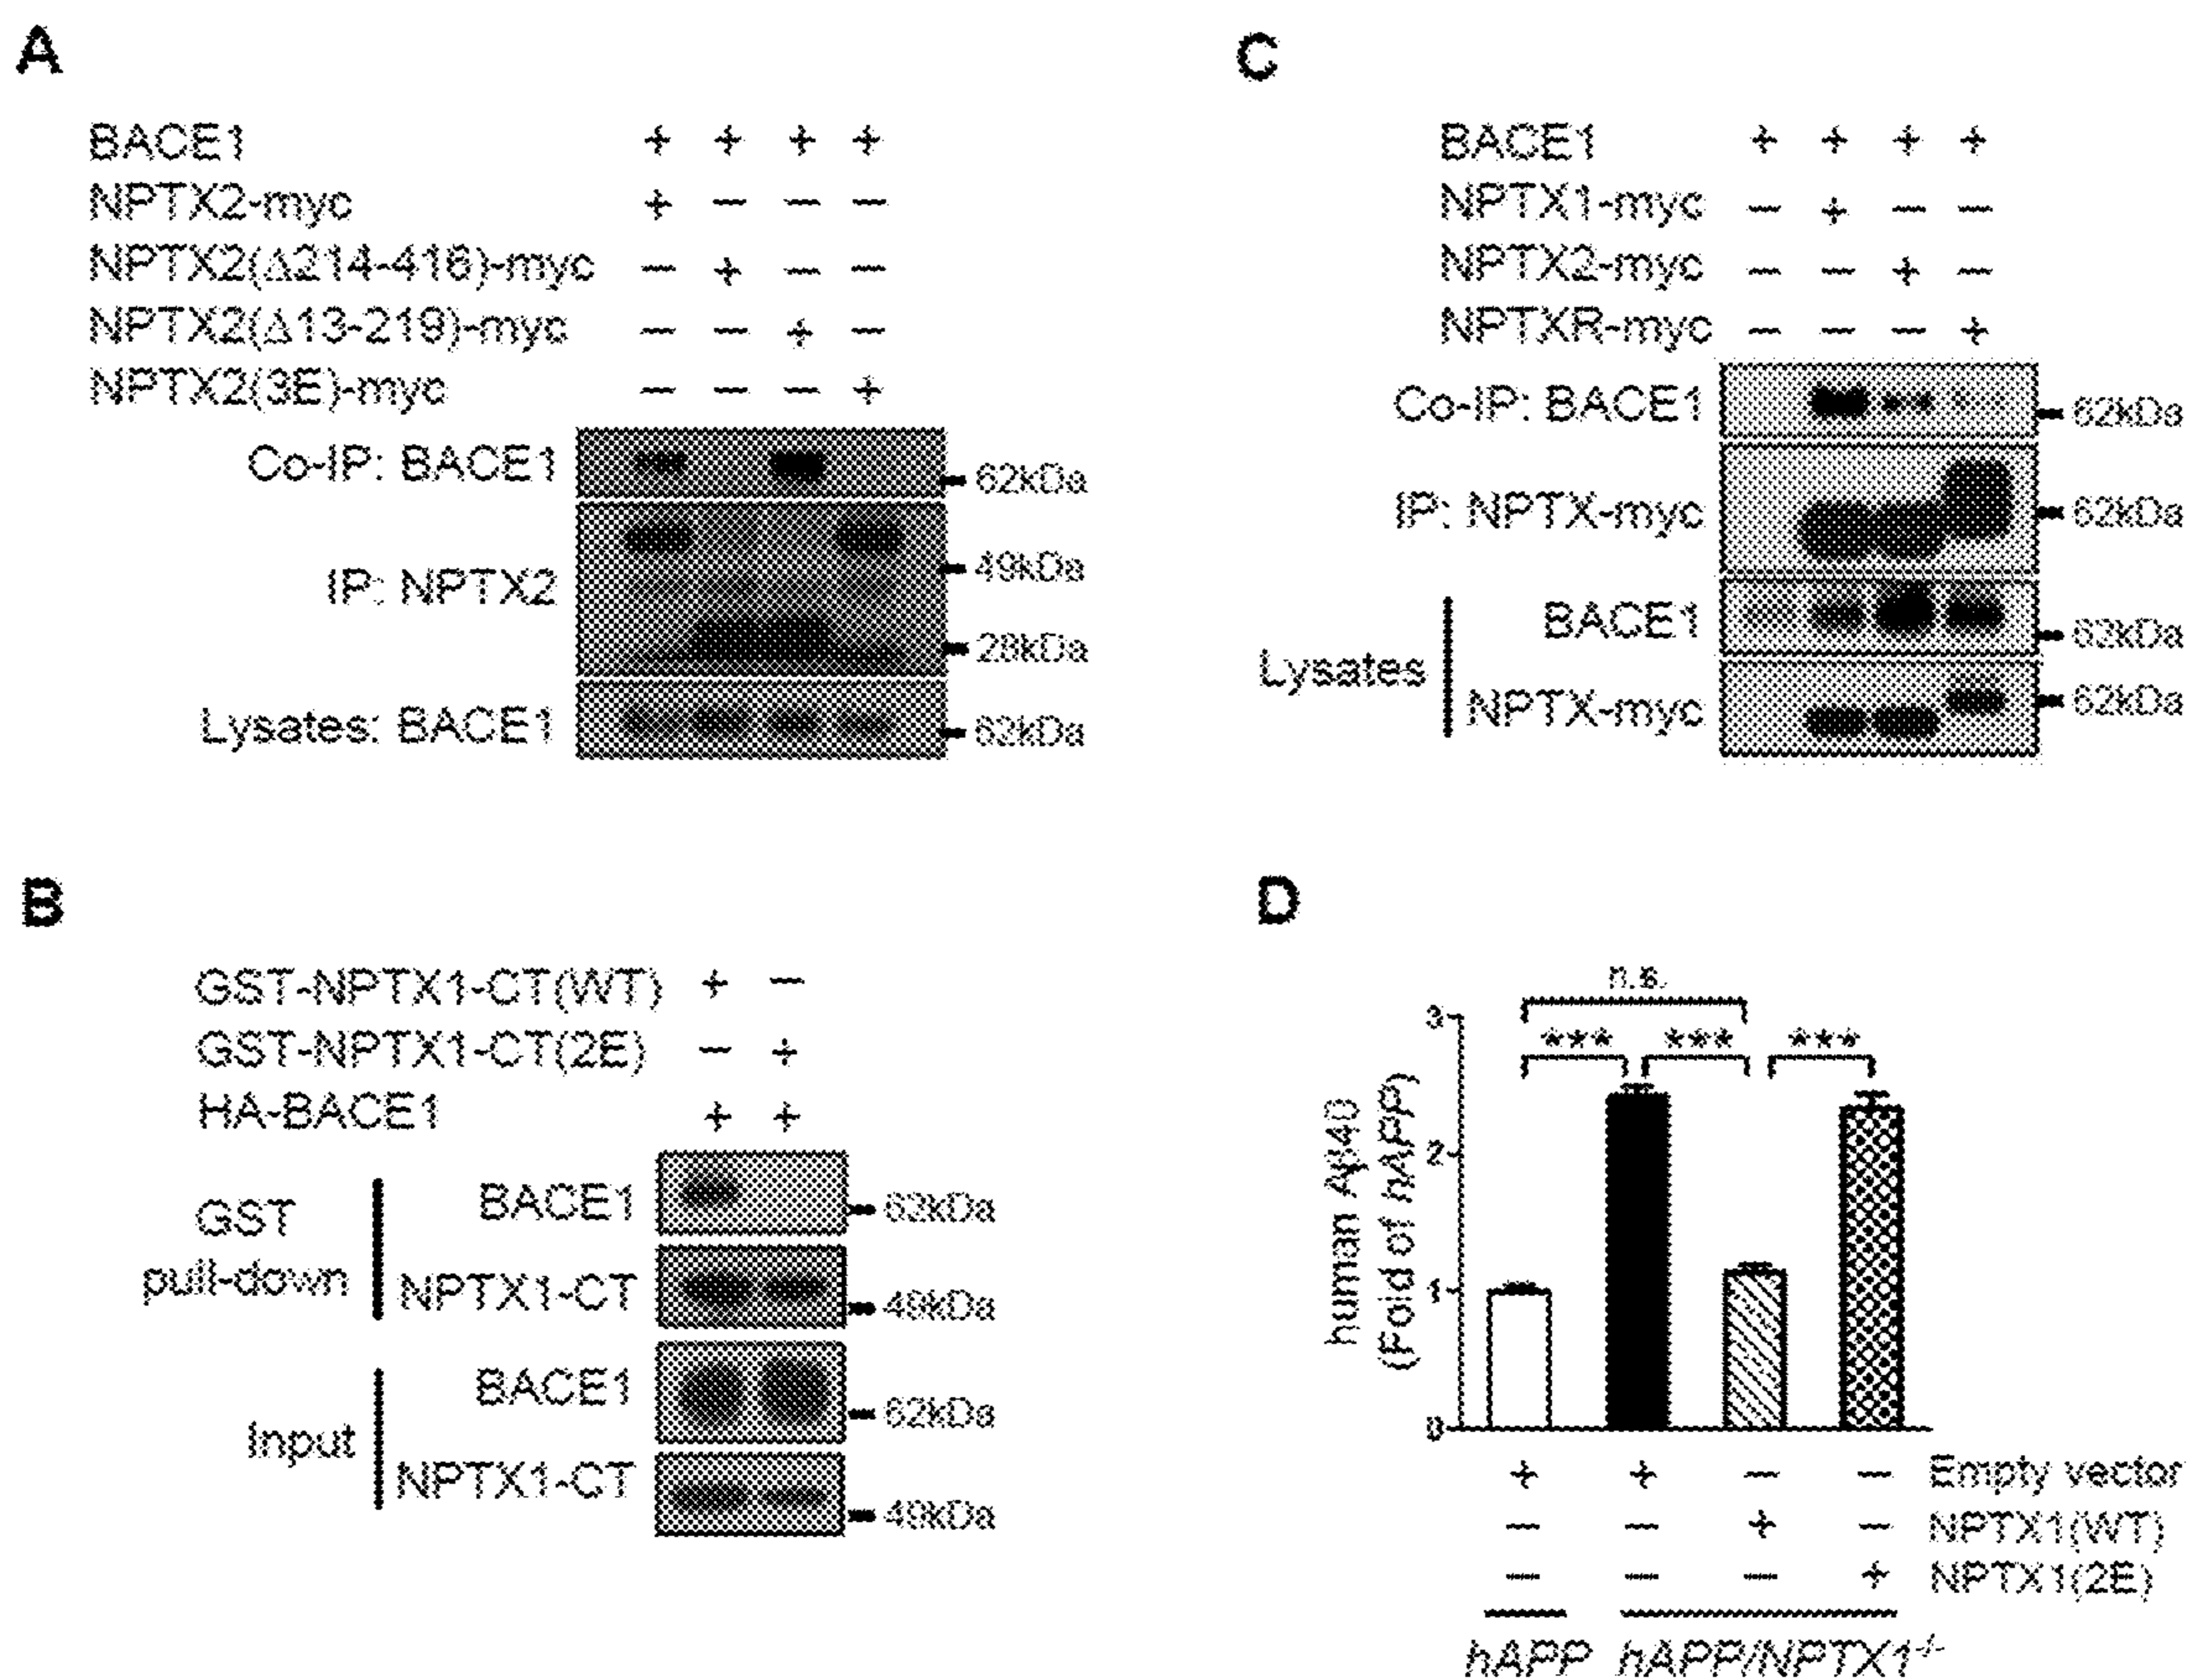 A
BACE1 + + + +
NPTX2-myc + − − −
NPTX2(Δ214-418)-myc − + − −
NPTX2(Δ13-219)-myc − − + −
NPTX2(3E)-myc − − − +
Co-IP: BACE1 62kDa
IP: NPTX2 49kDa
28kDa
Lysates: BACE1 62kDa
B
GST-NPTX1-CT(WT) + −
GST-NPTX1-CT(2E) − +
HA-BACE1 + +
GST pull-down
BACE1 62kDa
NPTX1-CT 49kDa
Input
BACE1 62kDa
NPTX1-CT 49kDa
C
BACE1 + + + +
NPTX1-myc − + − −
NPTX2-myc − − + −
NPTXR-myc − − − +
Co-IP: BACE1 62kDa
IP: NPTX-myc 62kDa
Lysates
BACE1 62kDa
NPTX-myc 62kDa
D
n.s.
*** *** ***
human Aβ40
(Fold of hAPP)
3
2
1
0
+ + − − Empty vector
− − + − NPTX1(WT)
− − − + NPTX1(2E)
hAPP hAPP/NPTX1-/-